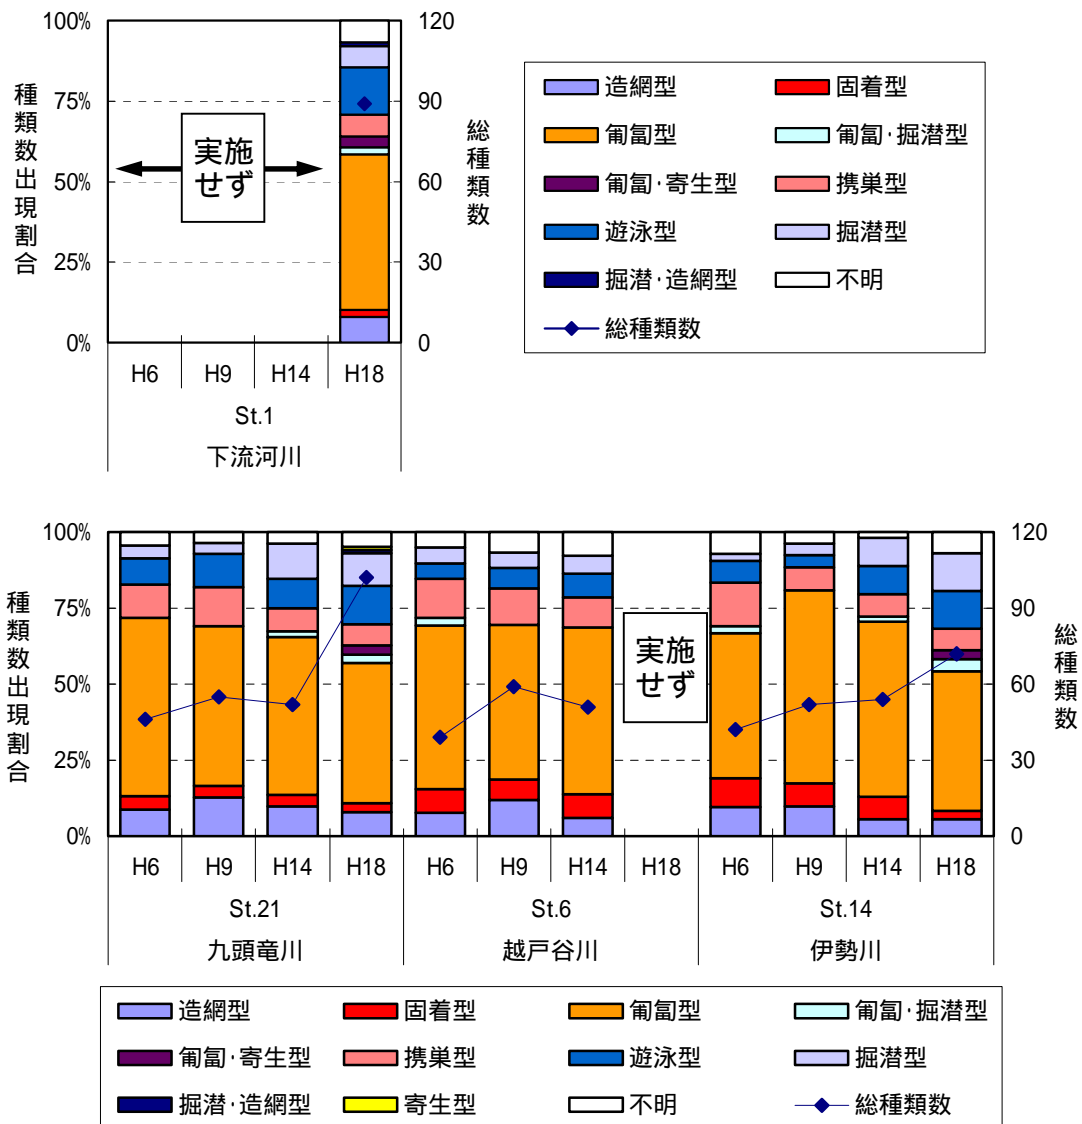 種類数出現割合
100%
75%
50%
25%
0%
実施
せず
120
90
60
30
0
総種類数
H6 H9 H14 H18
St.1
下流河川
造網型 固着型
匍匐型 匍匐・掘潜型
匍匐・寄生型 携巣型
遊泳型 掘潜型
掘潜・造網型 不明
総種類数
種類数出現割合
100%
75%
50%
25%
0%
実施
せず
120
90
60
30
0
総種類数
H6 H9 H14 H18 H6 H9 H14 H18 H6 H9 H14 H18
St.21 St.6 St.14
九頭竜川 越戸谷川 伊勢川
造網型 固着型 匍匐型 匍匐・掘潜型
匍匐・寄生型 携巣型 遊泳型 掘潜型
掘潜・造網型 寄生型 不明 総種類数